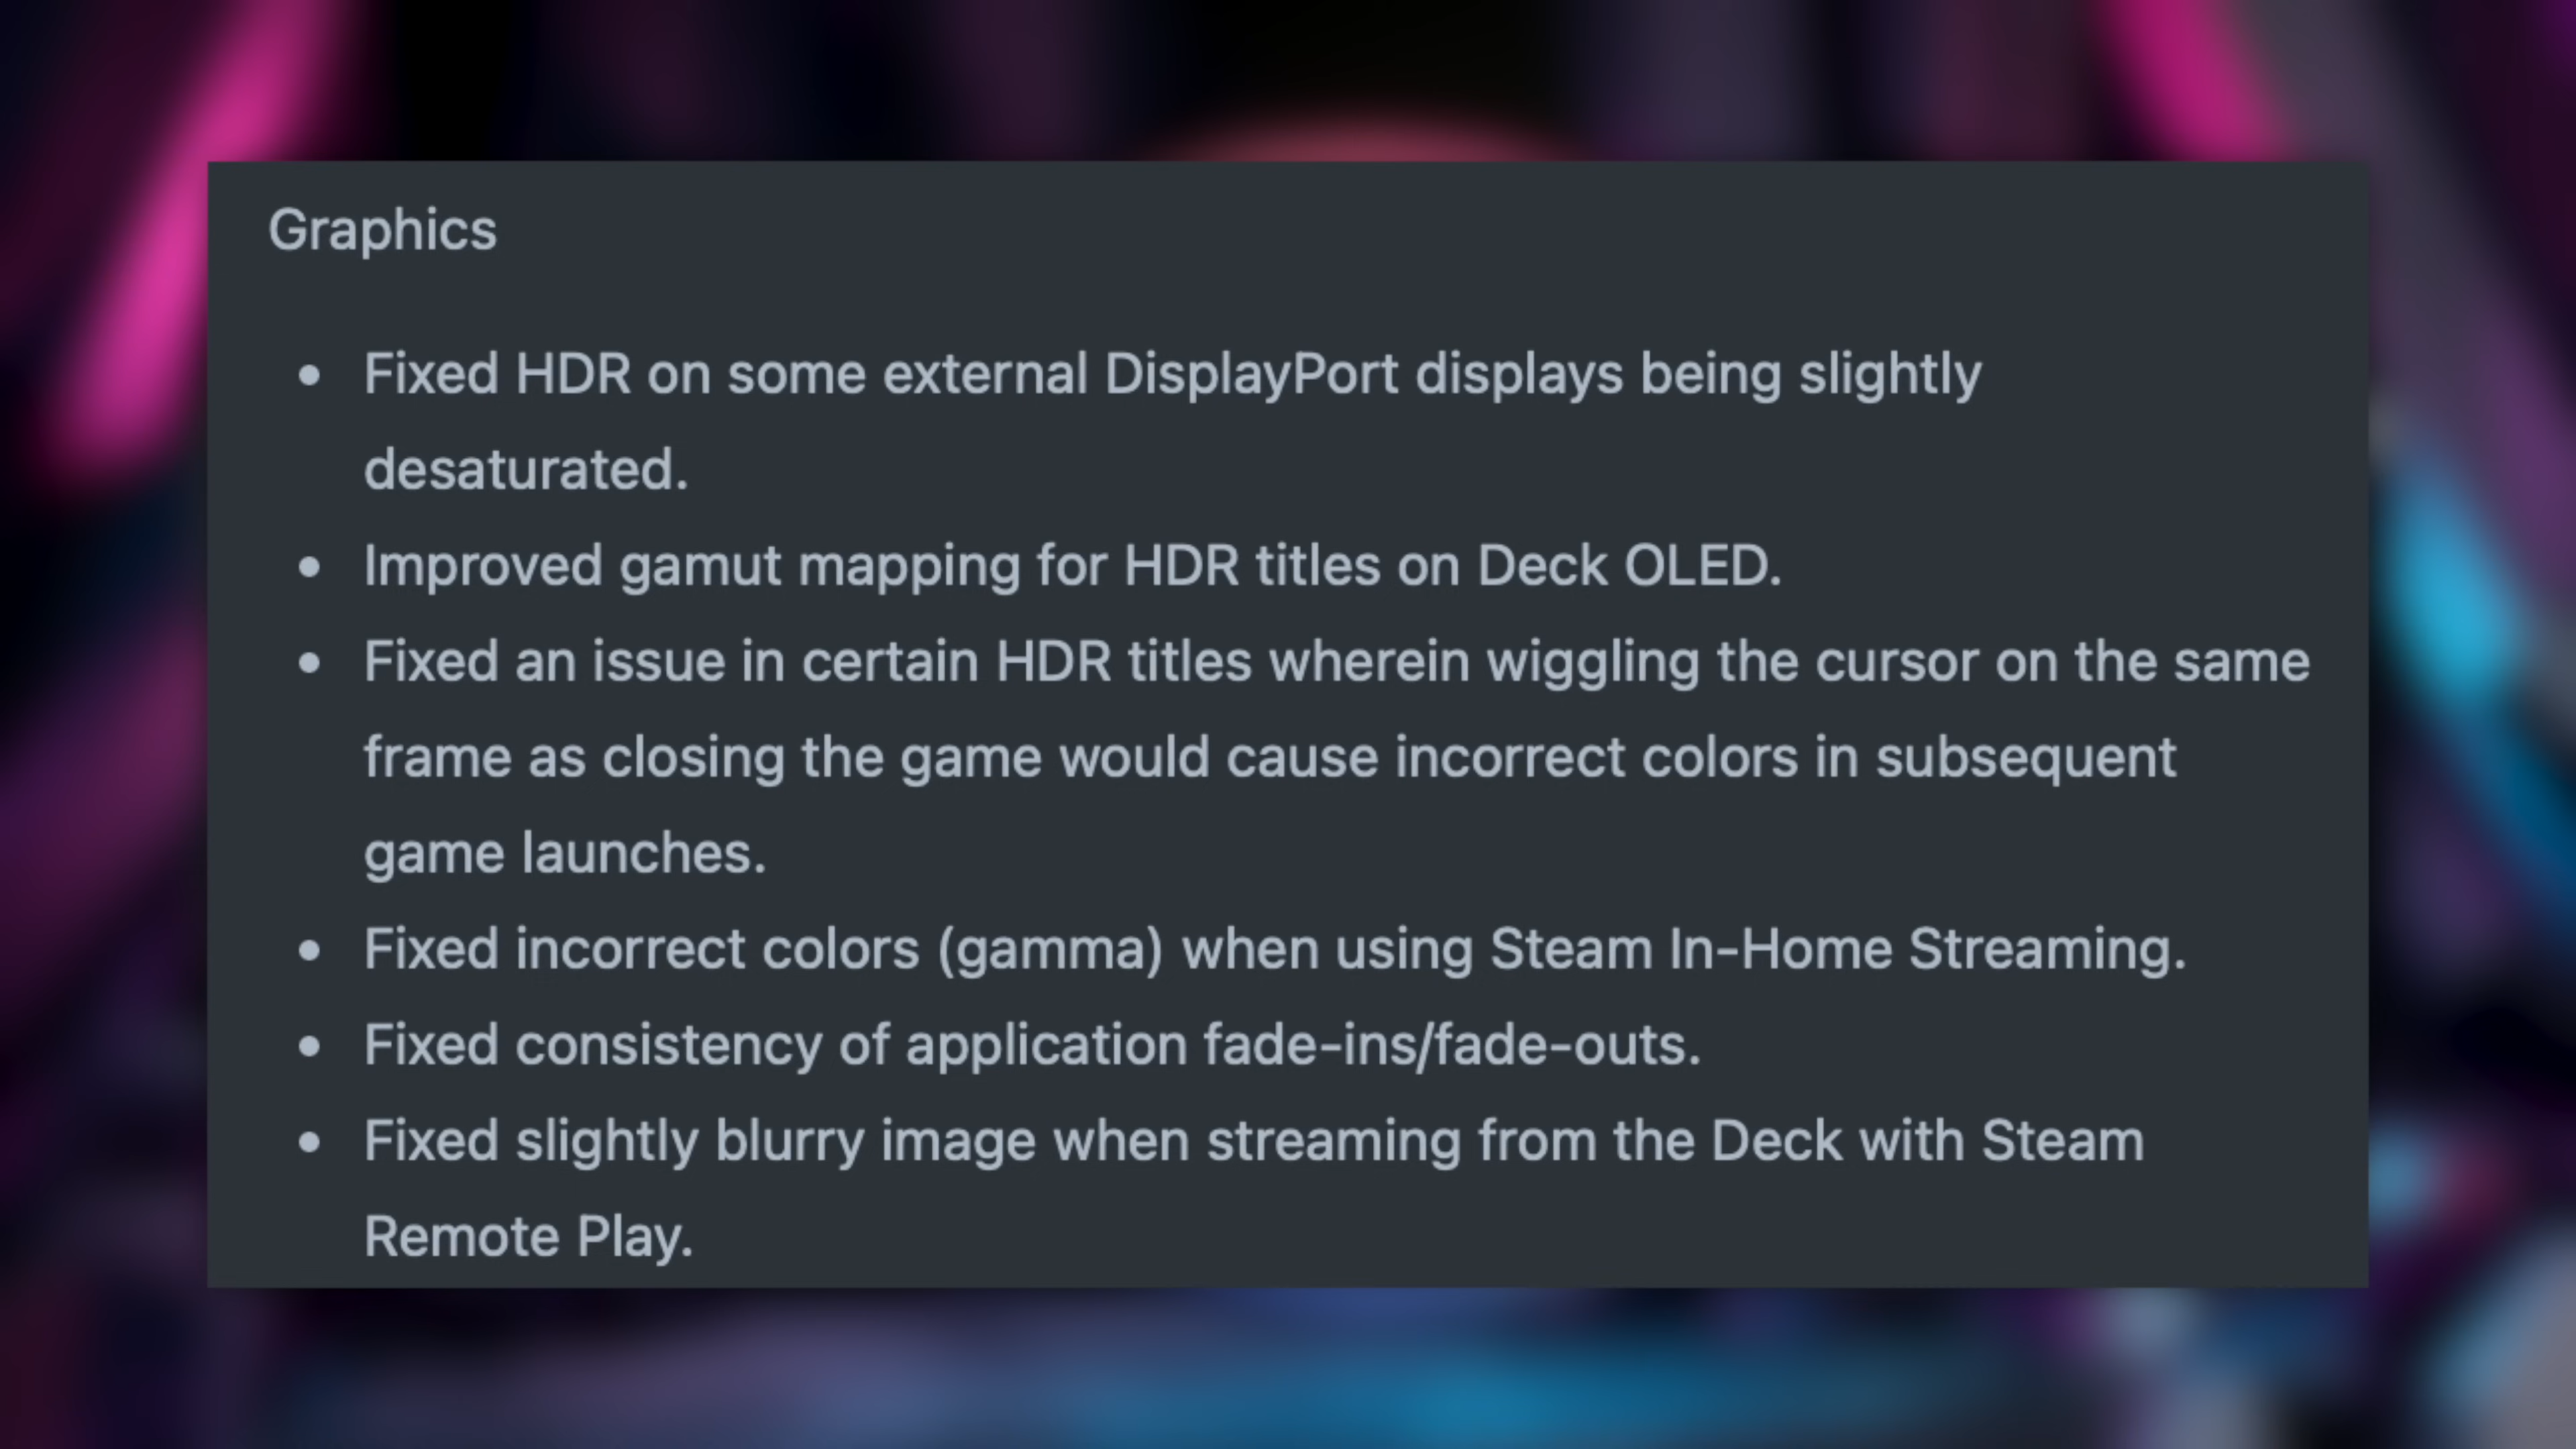 Graphics
• Fixed HDR on some external DisplayPort displays being slightly
desaturated.
• Improved gamut mapping for HDR titles on Deck OLED.
• Fixed an issue in certain HDR titles wherein wiggling the cursor on the same
frame as closing the game would cause incorrect colors in subsequent
game launches.
• Fixed incorrect colors (gamma) when using Steam In-Home Streaming.
• Fixed consistency of application fade-ins/fade-outs.
• Fixed slightly blurry image when streaming from the Deck with Steam
Remote Play.